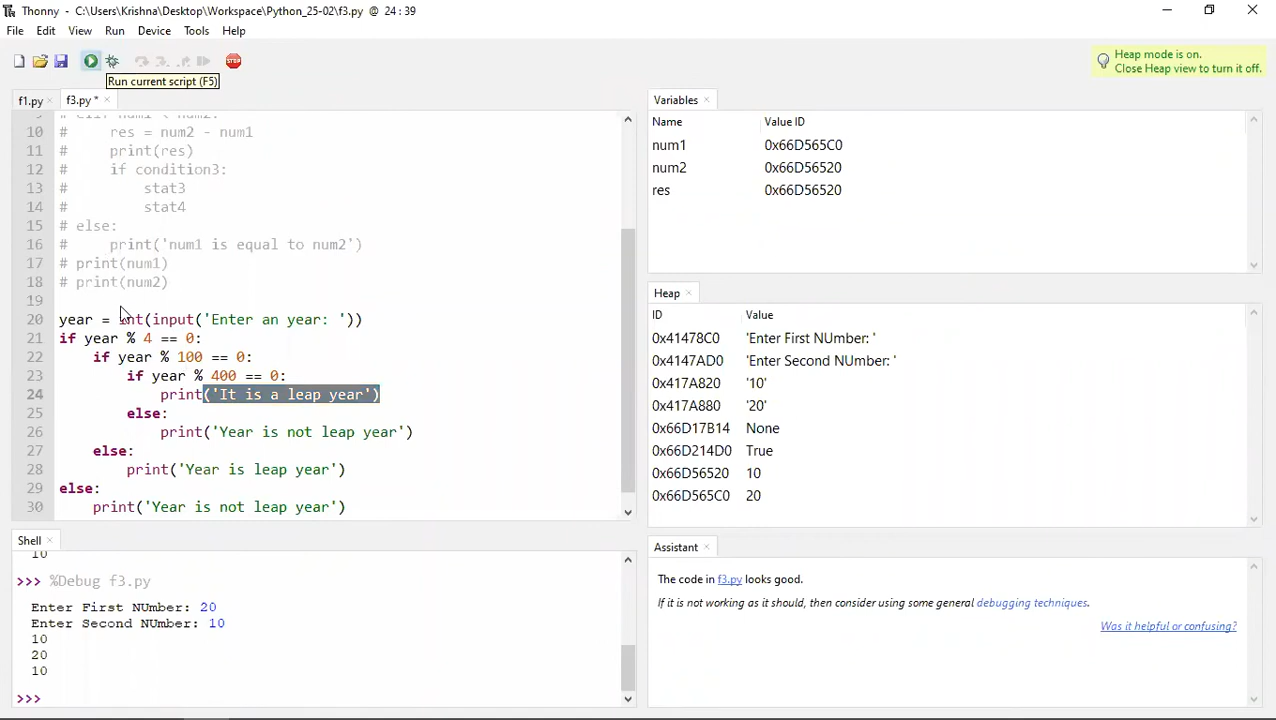 Thonny - C:\Users\Krishna\Desktop\Workspace\Python_25-02\f3.py @ 24 : 39
File Edit View Run Device Tools Help
STOP
Heap mode is on.
Close Heap view to turn it off.
Run current script (F5)
f1.py
f3.py *
10 #     res = num2 - num1
11 #     print(res)
12 #     if condition3:
13 #         stat3
14 #         stat4
15 # else:
16 #     print('num1 is equal to num2')
17 # print(num1)
18 # print(num2)
19
20 year = int(input('Enter an year: '))
21 if year % 4 == 0:
22     if year % 100 == 0:
23         if year % 400 == 0:
24             print('It is a leap year')
25         else:
26             print('Year is not leap year')
27     else:
28         print('Year is leap year')
29 else:
30     print('Year is not leap year')
Shell
10
>>> %Debug f3.py
Enter First NUmber: 20
Enter Second NUmber: 10
10
20
10
>>>
Variables
Name Value ID
num1 0x66D565C0
num2 0x66D56520
res 0x66D56520
Heap
ID Value
0x41478C0 'Enter First NUmber: '
0x4147AD0 'Enter Second NUmber: '
0x417A820 '10'
0x417A880 '20'
0x66D17B14 None
0x66D214D0 True
0x66D56520 10
0x66D565C0 20
Assistant
The code in f3.py looks good.
If it is not working as it should, then consider using some general debugging techniques.
Was it helpful or confusing?